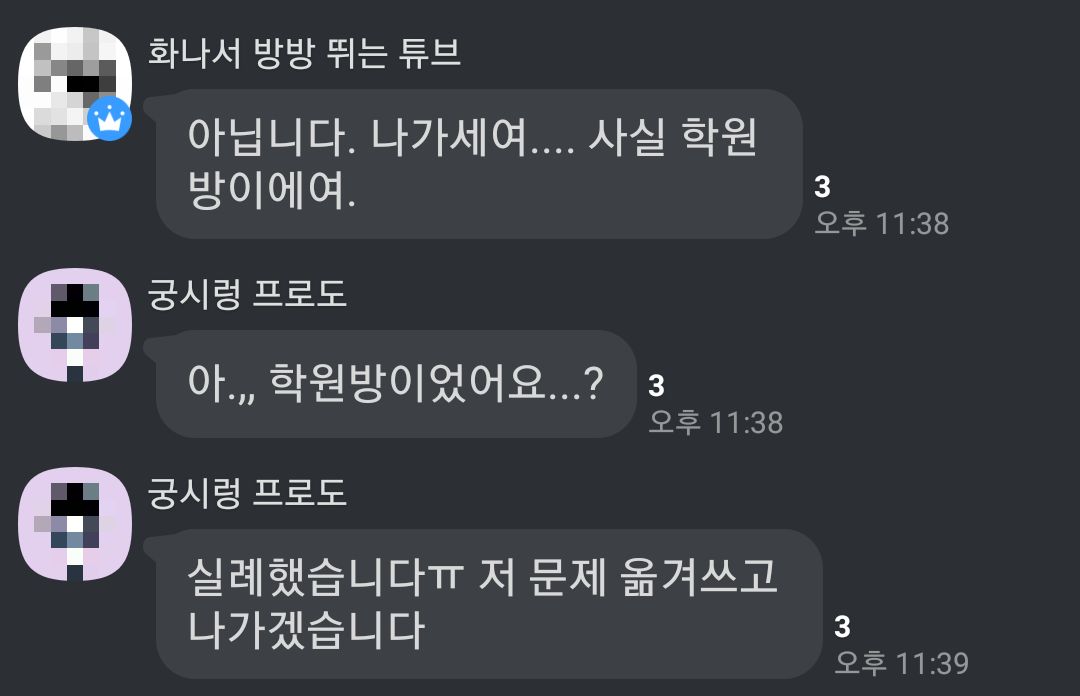 화나서 방방 뛰는 튜브
아닙니다. 나가세여.... 사실 학원
방이에여.
3
오후 11:38
궁시렁 프로도
아.,,, 학원방이었어요...?
3
오후 11:38
궁시렁 프로도
실례했습니다ㅠ 저 문제 옮겨쓰고
나가겠습니다
3
오후 11:39